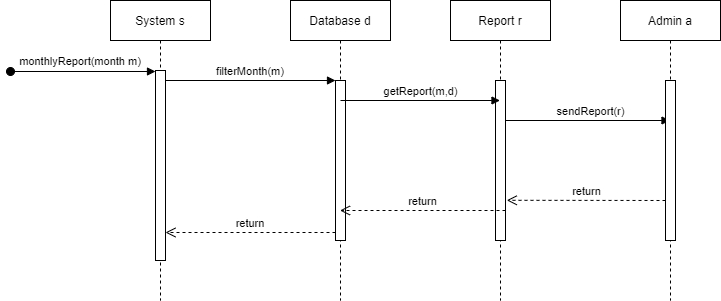 System s
Database d
Report r
Admin a
monthlyReport(month m)
filterMonth(m)
getReport(m,d)
sendReport(r)
return
return
return